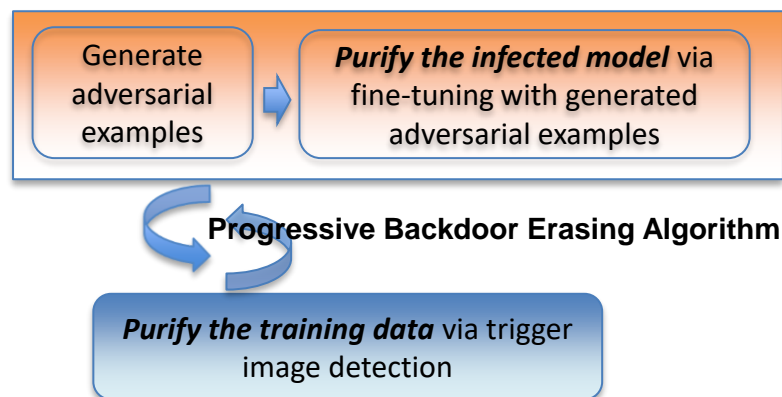 Generate
adversarial
examples
Purify the infected model via
fine-tuning with generated
adversarial examples
Progressive Backdoor Erasing Algorithm
Purify the training data via trigger
image detection